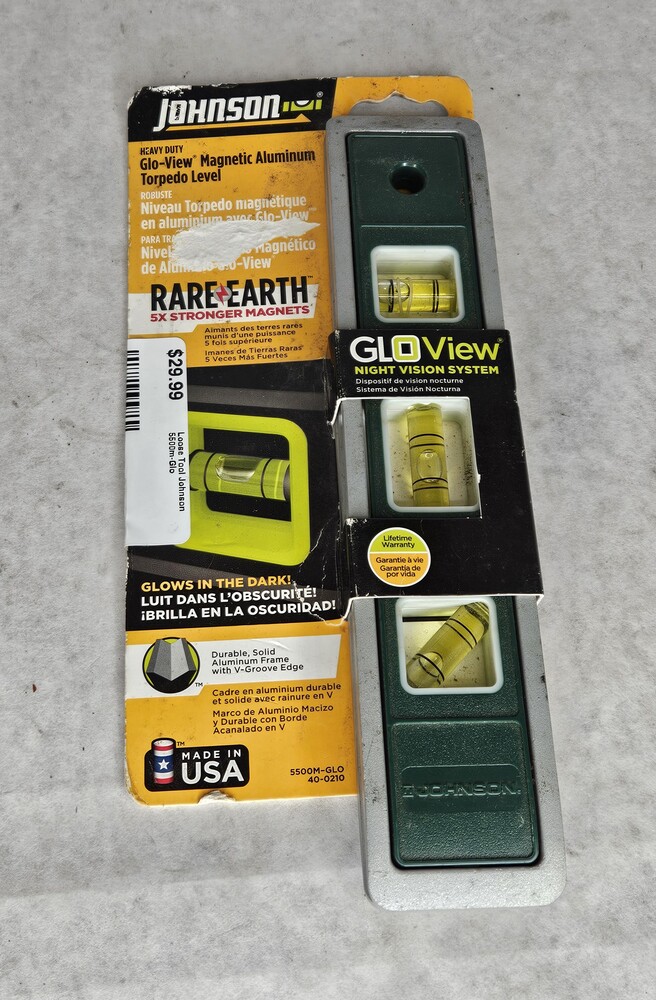 JOHNSON®
HEAVY DUTY
Glo-View® Magnetic Aluminum
Torpedo Level
ROBUSTE
Niveau Torpedo magnétique
en aluminium avec Glo-View
PARA
Magnético
de Glo-View®
RARE EARTH™
5X STRONGER MAGNETS
Aimants des terres rares
munis d'une puissance
5 fois supérieure
Imanes de Tierras Raras
5 Veces Más Fuertes
$29.99
Loose Tool Johnson
5500m-Glo
GLOWS IN THE DARK!
LUIT DANS L'OBSCURITÉ!
¡BRILLA EN LA OSCURIDAD!
Durable, Solid
Aluminum Frame
with V-Groove Edge
™
Cadre en aluminium durable
et solide avec rainure en V
Marco de Aluminio Macizo
y Durable con Borde
Acanalado en V
™
MADE IN
USA
5500M-GLO
40-0210
GLOView®
NIGHT VISION SYSTEM
Dispositif de vision nocturne
Sistema de Visión Nocturna
Lifetime
Warranty
Garantie à vie
Garantía de
por vida
JOHNSON®